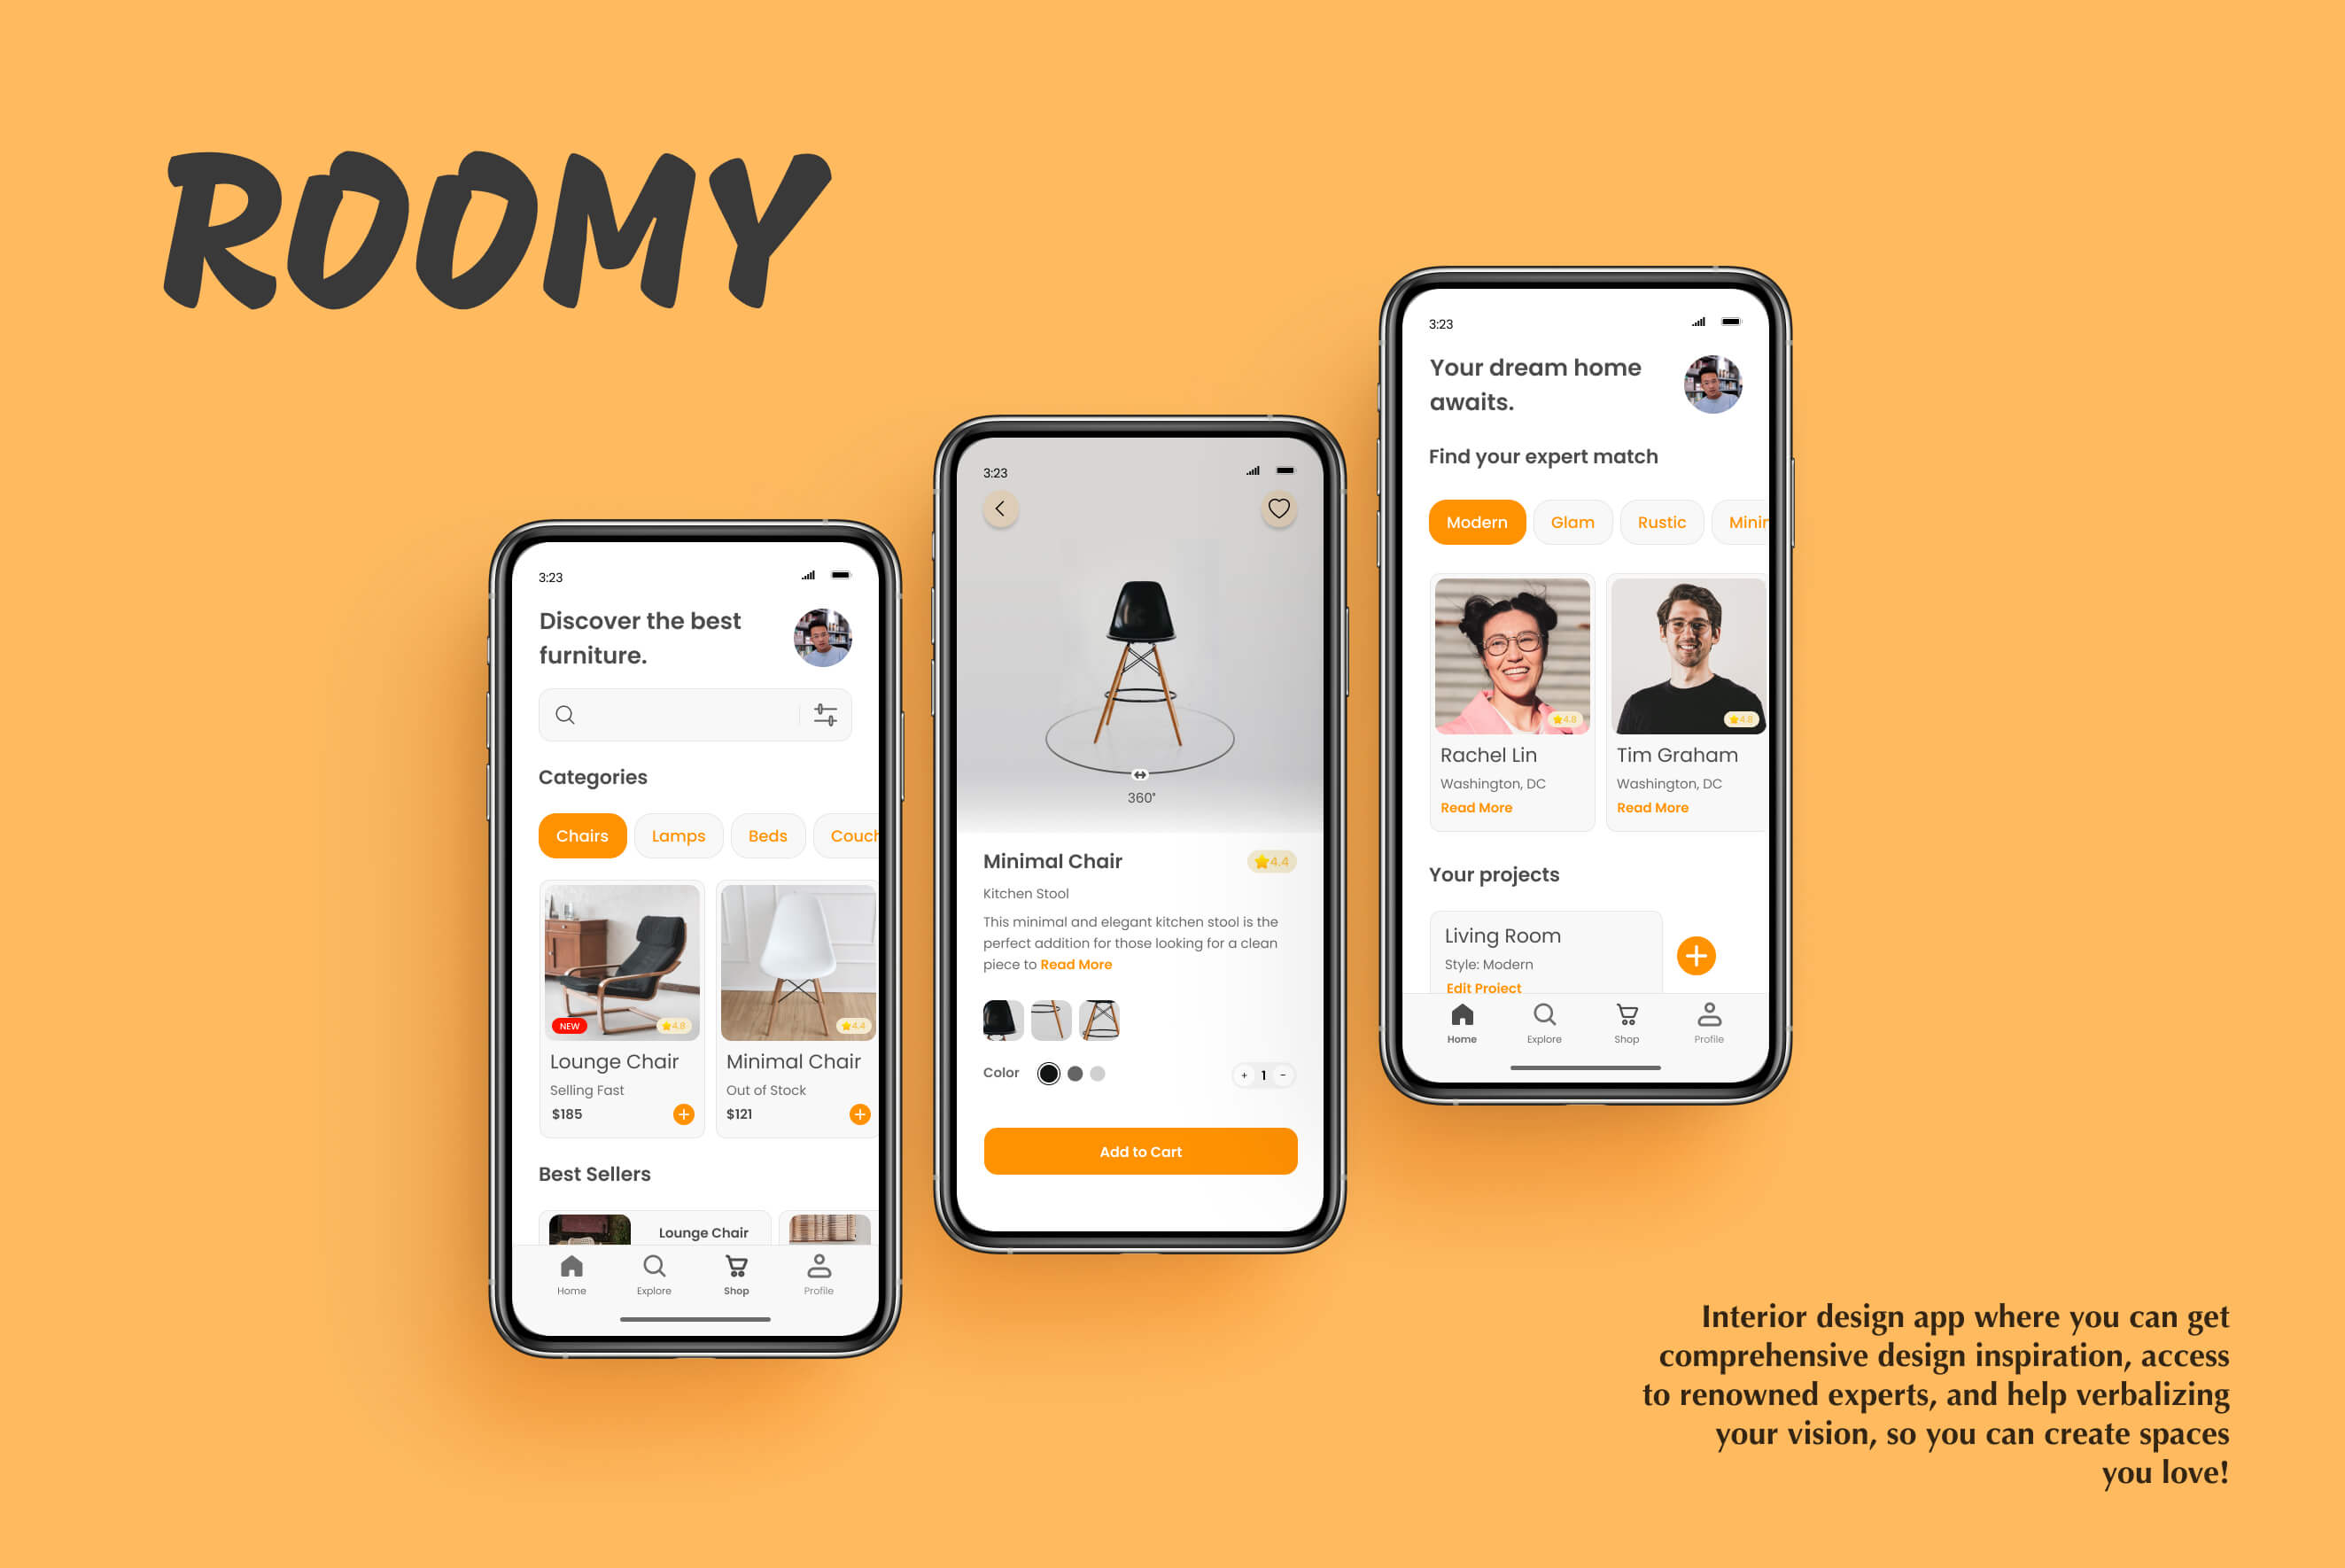 ROOMY
3:23
Discover the best
furniture.
Categories
Chairs Lamps Beds Couch
NEW 4.8 4.4
Lounge Chair Minimal Chair
Selling Fast Out of Stock
$185 $121
Best Sellers
Lounge Chair
Home Explore Shop Profile
3:23
360°
Minimal Chair 4.4
Kitchen Stool
This minimal and elegant kitchen stool is the
perfect addition for those looking for a clean
piece to Read More
Color + 1 -
Add to Cart
3:23
Your dream home
awaits.
Find your expert match
Modern Glam Rustic Minim
4.8 4.8
Rachel Lin Tim Graham
Washington, DC Washington, DC
Read More Read More
Your projects
Living Room
Style: Modern
Edit Project
Home Explore Shop Profile
Interior design app where you can get
comprehensive design inspiration, access
to renowned experts, and help verbalizing
your vision, so you can create spaces
you love!